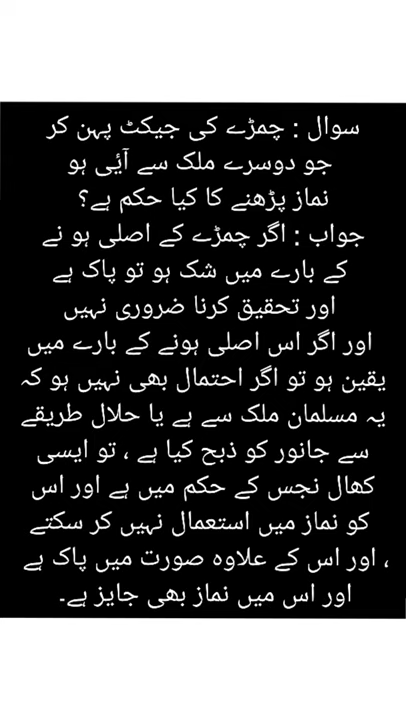 سوال : چمڑے کی جیکٹ پہن کر
جو دوسرے ملک سے آیٔی ہو
نماز پڑھنے کا کیا حکم ہے؟
جواب : اگر چمڑے کے اصلی ہو نے
کے بارے میں شک ہو تو پاک ہے
اور تحقیق کرنا ضروری نہیں
اور اگر اس اصلی ہونے کے بارے میں
یقین ہو تو اگر احتمال بھی نہیں ہو کہ
یہ مسلمان ملک سے ہے یا حلال طریقے
سے جانور کو ذبح کیا ہے ، تو ایسی
کھال نجس کے حکم میں ہے اور اس
کو نماز میں استعمال نہیں کر سکتے
، اور اس کے علاوہ صورت میں پاک ہے
اور اس میں نماز بھی جایز ہے۔